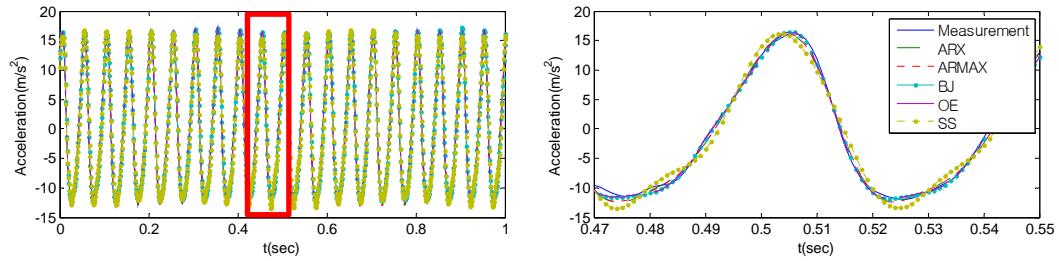 20
15
10
5
0
-5
-10
-15
Acceleration(m/s²)
0 0.2 0.4 0.6 0.8 1
t(sec)
20
15
10
5
0
-5
-10
-15
Acceleration(m/s²)
0.47 0.48 0.49 0.5 0.51 0.52 0.53 0.54 0.55
t(sec)
Measurement
ARX
ARMAX
BJ
OE
SS